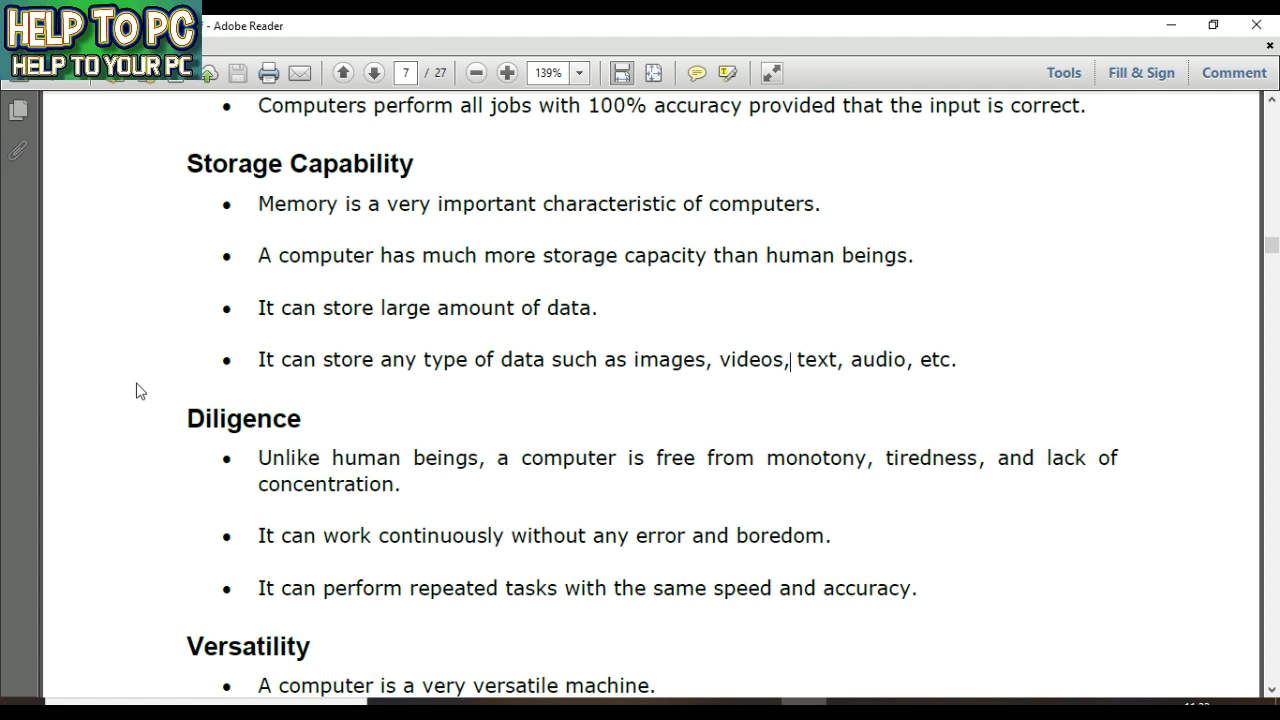 HELP TO PC
HELP TO YOUR PC
- Adobe Reader
7 / 27
139%
Tools
Fill & Sign
Comment
• Computers perform all jobs with 100% accuracy provided that the input is correct.
Storage Capability
• Memory is a very important characteristic of computers.
• A computer has much more storage capacity than human beings.
• It can store large amount of data.
• It can store any type of data such as images, videos, text, audio, etc.
Diligence
• Unlike human beings, a computer is free from monotony, tiredness, and lack of
concentration.
• It can work continuously without any error and boredom.
• It can perform repeated tasks with the same speed and accuracy.
Versatility
• A computer is a very versatile machine.